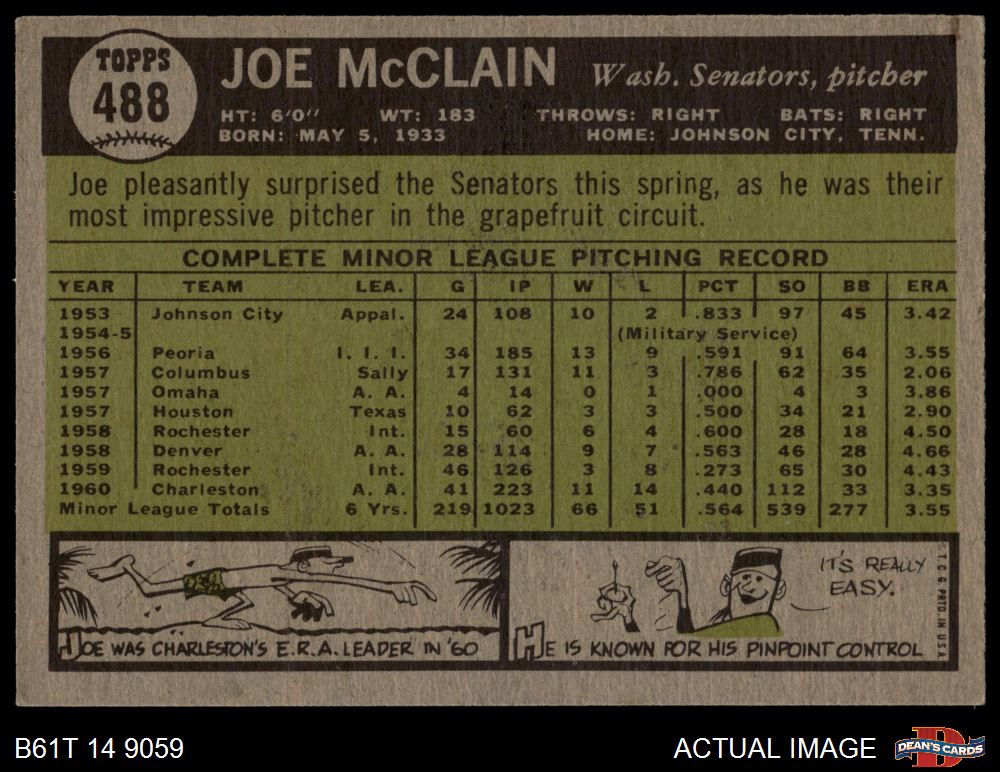 TOPPS
488
JOE McCLAIN Wash. Senators, pitcher
HT: 6'0" WT: 183 THROWS: RIGHT BATS: RIGHT
BORN: MAY 5, 1933 HOME: JOHNSON CITY, TENN.
Joe pleasantly surprised the Senators this spring, as he was their
most impressive pitcher in the grapefruit circuit.
COMPLETE MINOR LEAGUE PITCHING RECORD
YEAR TEAM LEA. G IP W L PCT SO BB ERA
1953 Johnson City Appal. 24 108 10 2 .833 97 45 3.42
1954-5 (Military Service)
1956 Peoria I. I. I. 34 185 13 9 .591 91 64 3.55
1957 Columbus Sally 17 131 11 3 .786 62 35 2.06
1957 Omaha A. A. 4 14 0 1 .000 4 3 3.86
1957 Houston Texas 10 62 3 3 .500 34 21 2.90
1958 Rochester Int. 15 60 6 4 .600 28 18 4.50
1958 Denver A. A. 28 114 9 7 .563 46 28 4.66
1959 Rochester Int. 46 126 3 8 .273 65 30 4.43
1960 Charleston A. A. 41 223 11 14 .440 112 33 3.35
Minor League Totals 6 Yrs. 219 1023 66 51 .564 539 277 3.55
JOE WAS CHARLESTON'S E.R.A. LEADER IN '60
IT'S REALLY
EASY.
HE IS KNOWN FOR HIS PINPOINT CONTROL
T.C.G. PRTD. IN U.S.A.
B61T 14 9059
ACTUAL IMAGE
D
DEAN'S CARDS